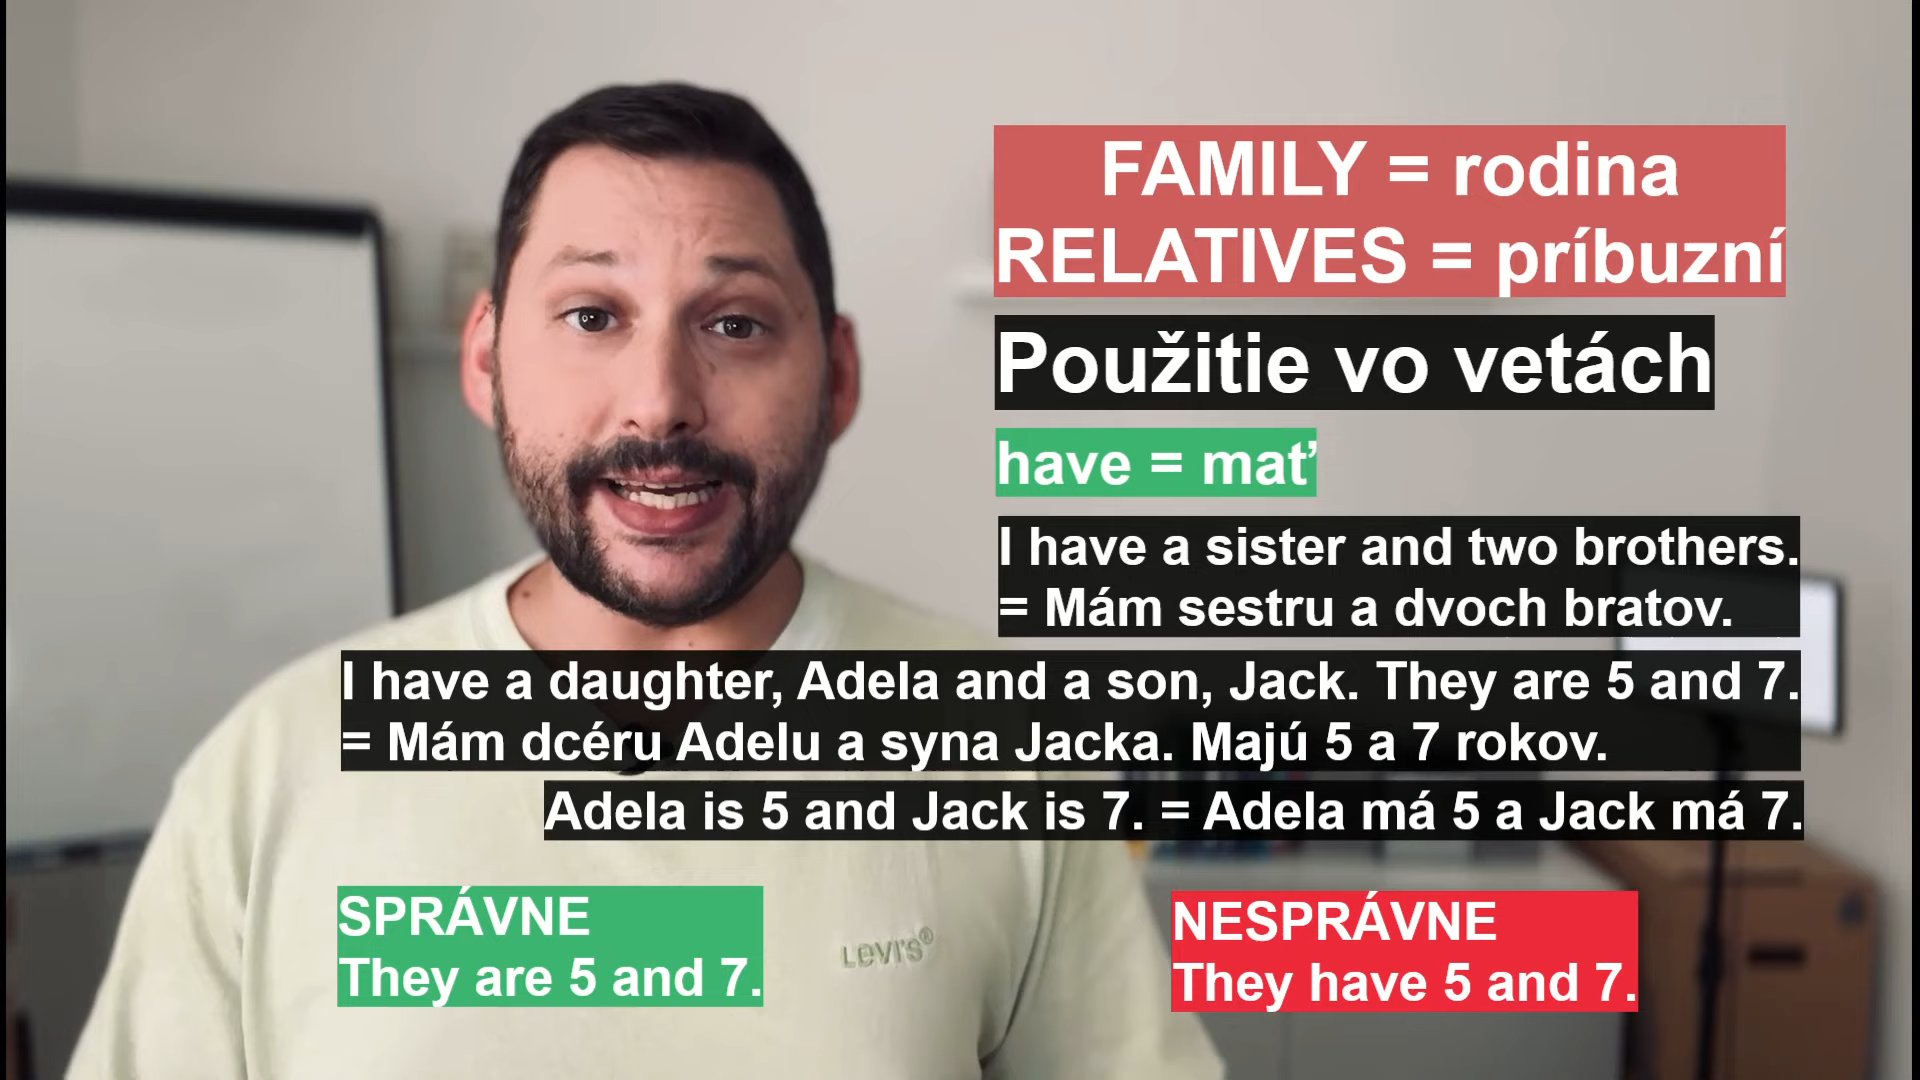 FAMILY = rodina
RELATIVES = príbuzní
Použitie vo vetách
have = mať
I have a sister and two brothers.
= Mám sestru a dvoch bratov.
I have a daughter, Adela and a son, Jack. They are 5 and 7.
= Mám dcéru Adelu a syna Jacka. Majú 5 a 7 rokov.
Adela is 5 and Jack is 7. = Adela má 5 a Jack má 7.
SPRÁVNE
They are 5 and 7.
NESPRÁVNE
They have 5 and 7.
LEVI'S®